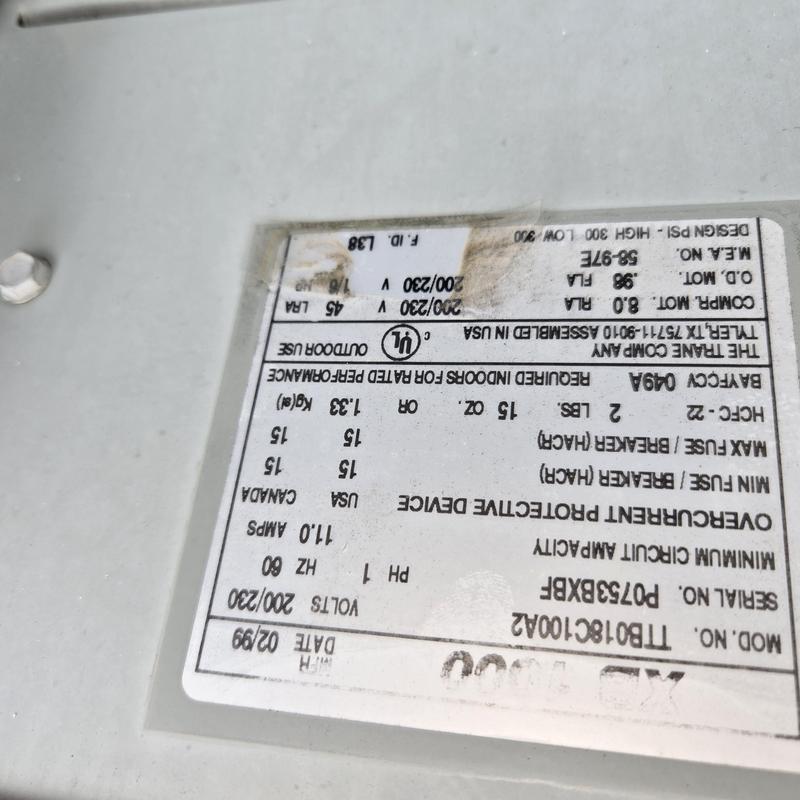 XB 1000
MFR DATE 02/99
MOD. NO. TTB018C100A2
SERIAL NO. P0753BXBF VOLTS 200/230
PH 1 HZ 60
MINIMUM CIRCUIT AMPACITY 11.0 AMPS
OVERCURRENT PROTECTIVE DEVICE USA CANADA
MIN FUSE / BREAKER (HACR) 15 15
MAX FUSE / BREAKER (HACR) 15 15
HCFC - 22 2 LBS. 15 OZ. OR 1.33 Kg(sl)
BAYFCCV 049A REQUIRED INDOORS FOR RATED PERFORMANCE
THE TRANE COMPANY
TYLER, TX 75711-9010 ASSEMBLED IN USA C UL OUTDOOR USE
COMPR. MOT. 8.0 RLA 200/230 V 45 LRA
O.D. MOT. .98 FLA 200/230 V 1/6 HP
M.E.A. NO. 58-97E
DESIGN PSI - HIGH 300 LOW 300 F. ID. L38